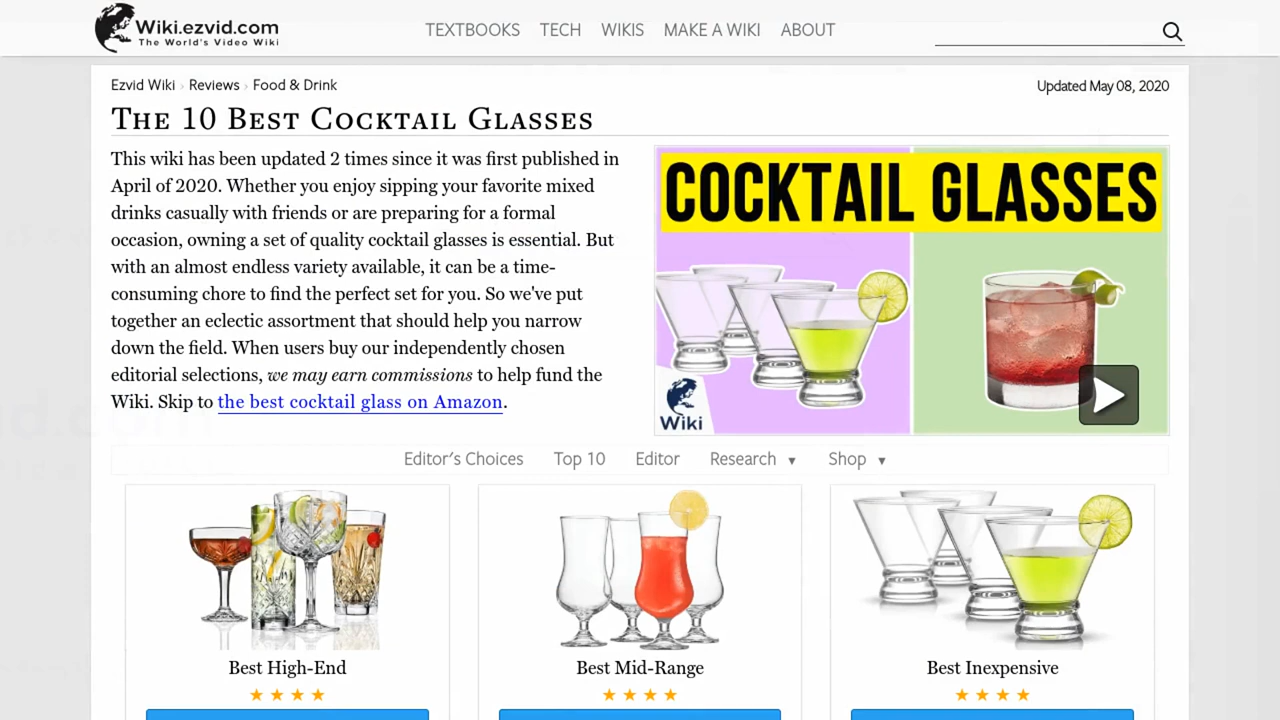 Wiki.ezvid.com
The World's Video Wiki
TEXTBOOKS TECH WIKIS MAKE A WIKI ABOUT
Ezvid Wiki › Reviews › Food & Drink
Updated May 08, 2020
The 10 Best Cocktail Glasses
This wiki has been updated 2 times since it was first published in
April of 2020. Whether you enjoy sipping your favorite mixed
drinks casually with friends or are preparing for a formal
occasion, owning a set of quality cocktail glasses is essential. But
with an almost endless variety available, it can be a time-
consuming chore to find the perfect set for you. So we've put
together an eclectic assortment that should help you narrow
down the field. When users buy our independently chosen
editorial selections, we may earn commissions to help fund the
Wiki. Skip to the best cocktail glass on Amazon.
COCKTAIL GLASSES
Wiki
Editor's Choices Top 10 Editor Research ▼ Shop ▼
Best High-End
Best Mid-Range
Best Inexpensive